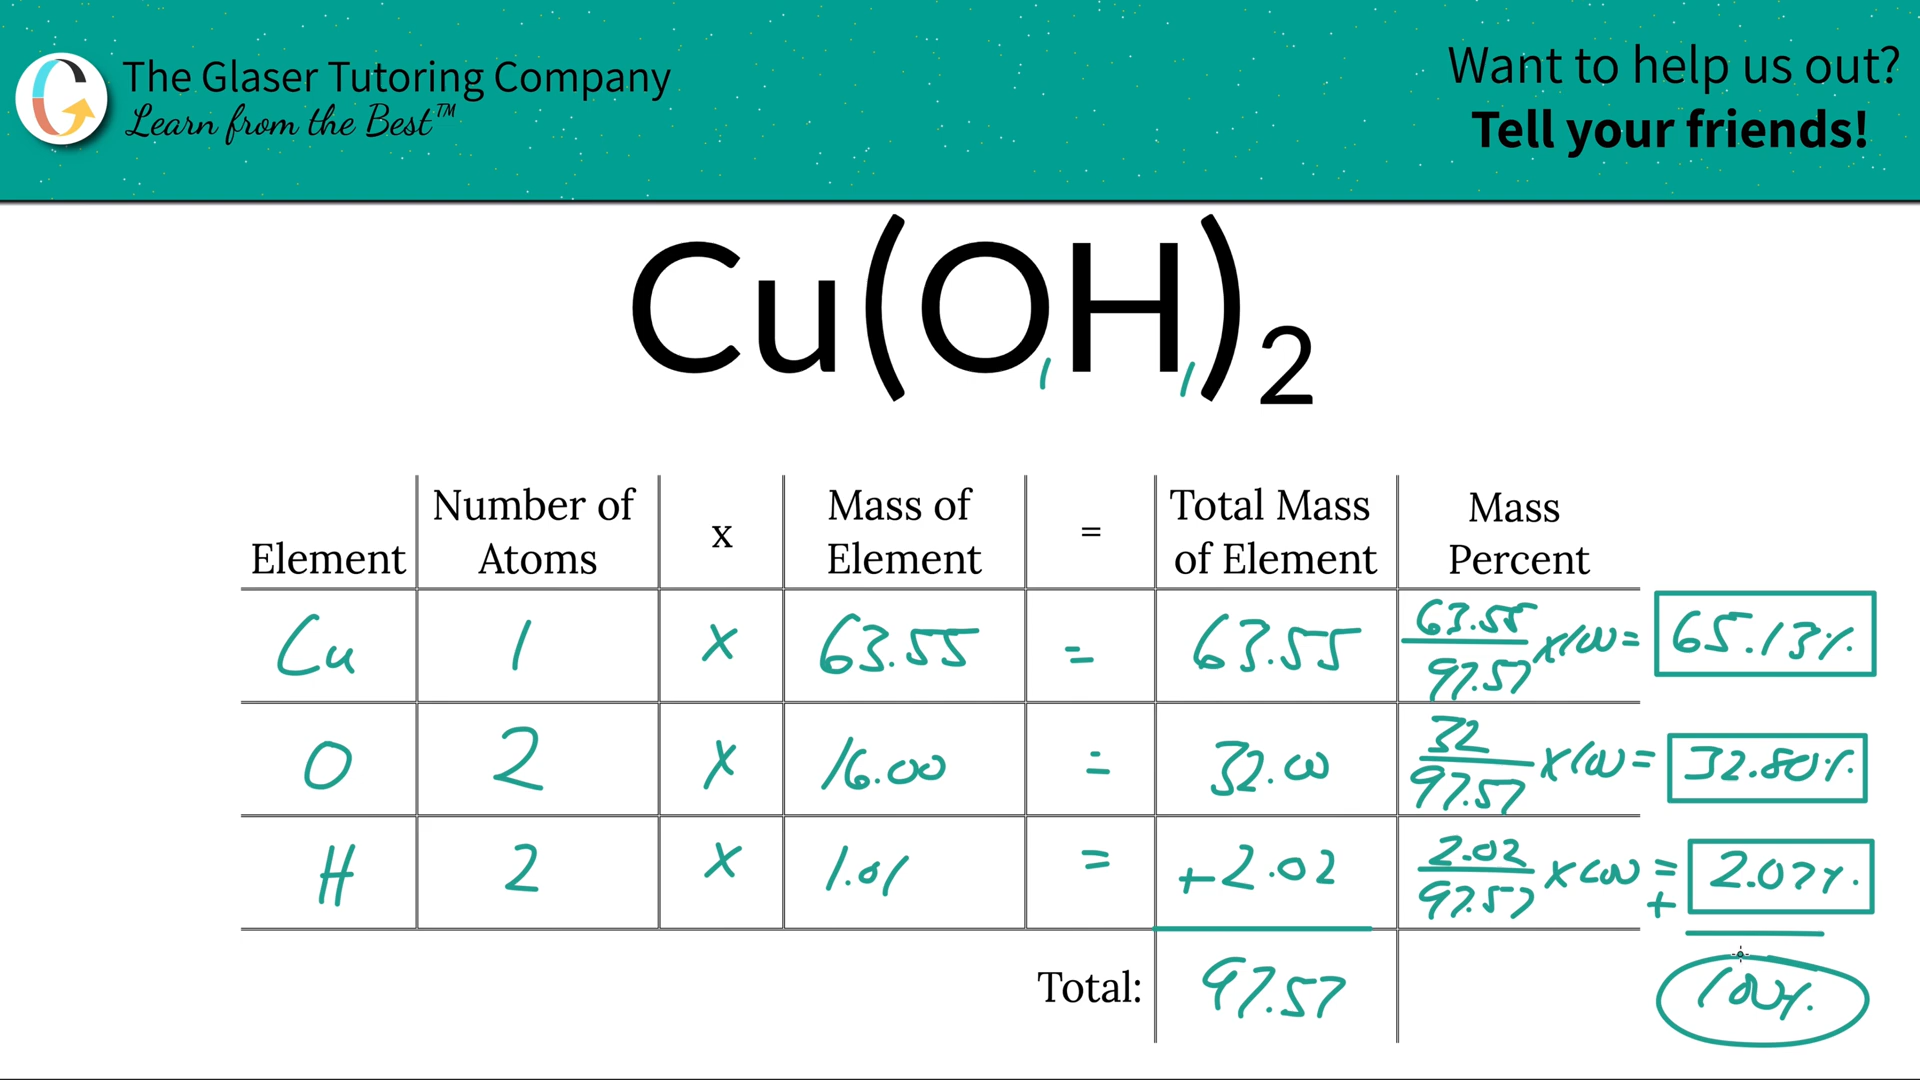 The Glaser Tutoring Company
Learn from the Best™
Want to help us out?
Tell your friends!
Cu(OH)₂
1 1
Element | Number of Atoms | x | Mass of Element | = | Total Mass of Element | Mass Percent
Cu 1 x 63.55 = 63.55 63.55/97.57 x100= 65.13%
O 2 x 16.00 = 32.00 32/97.57 x100= 32.80%
H 2 x 1.01 = +2.02 2.02/97.57 x100= + 2.07%
Total: 97.57 100%